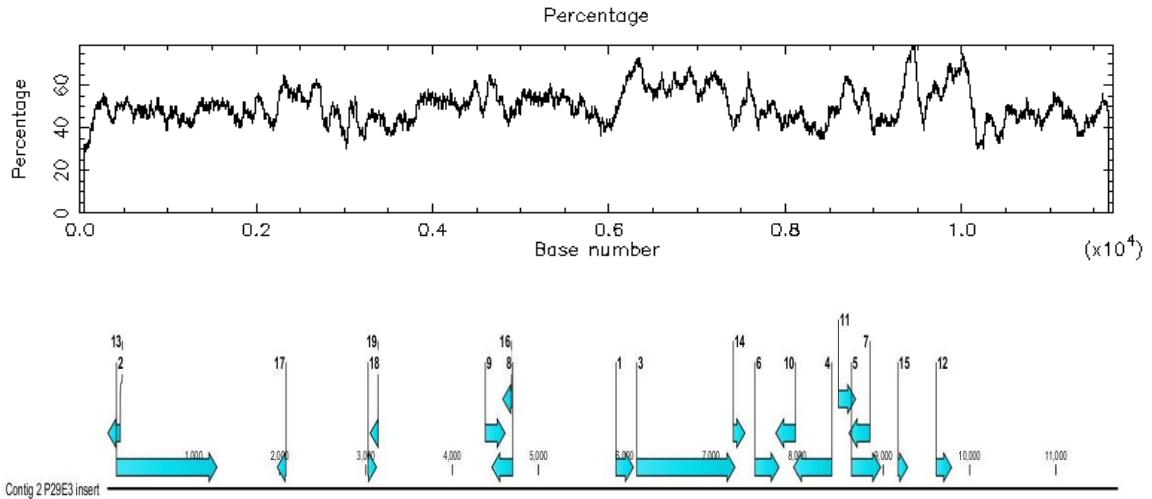 Percentage
Percentage
60
40
20
0
0.0 0.2 0.4 0.6 0.8 1.0
Base number (x10⁴)
11
13 19 16 7
2 17 18 9 8 1 3 14 6 10 4 5 15 12
1,000 2,000 3,000 4,000 5,000 6,000 7,000 8,000 9,000 10,000 11,000
Contig 2 P29E3 insert